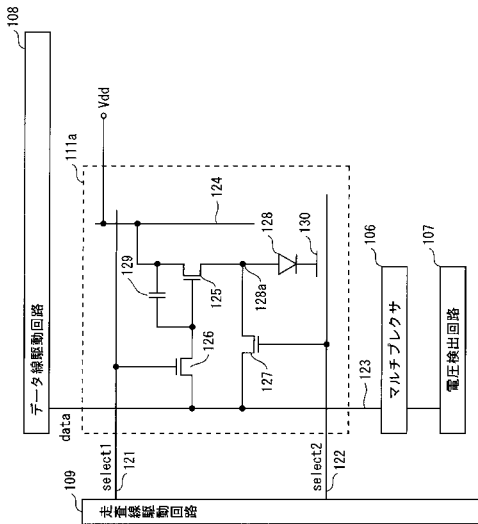 108
データ線駆動回路
data
111a
Vdd
124
129
125
126
128
128a
130
127
109
走査線駆動回路
select1
121
select2
122
123
106
マルチプレクサ
107
電圧検出回路